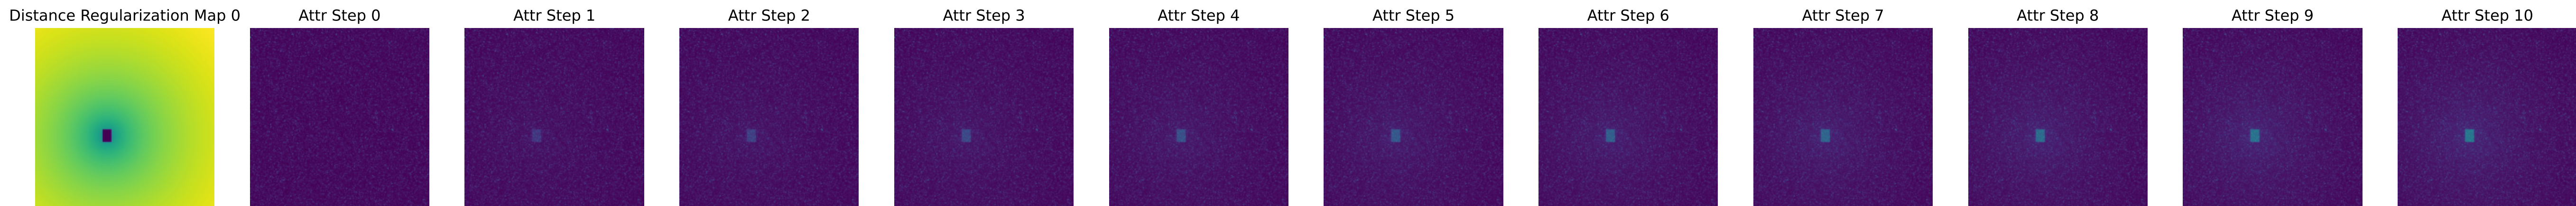 Distance Regularization Map 0
Attr Step 0
Attr Step 1
Attr Step 2
Attr Step 3
Attr Step 4
Attr Step 5
Attr Step 6
Attr Step 7
Attr Step 8
Attr Step 9
Attr Step 10